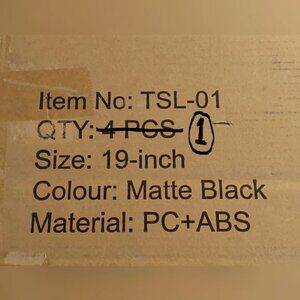 Item No: TSL-01
QTY: 4 PCS 1
Size: 19-inch
Colour: Matte Black
Material: PC+ABS